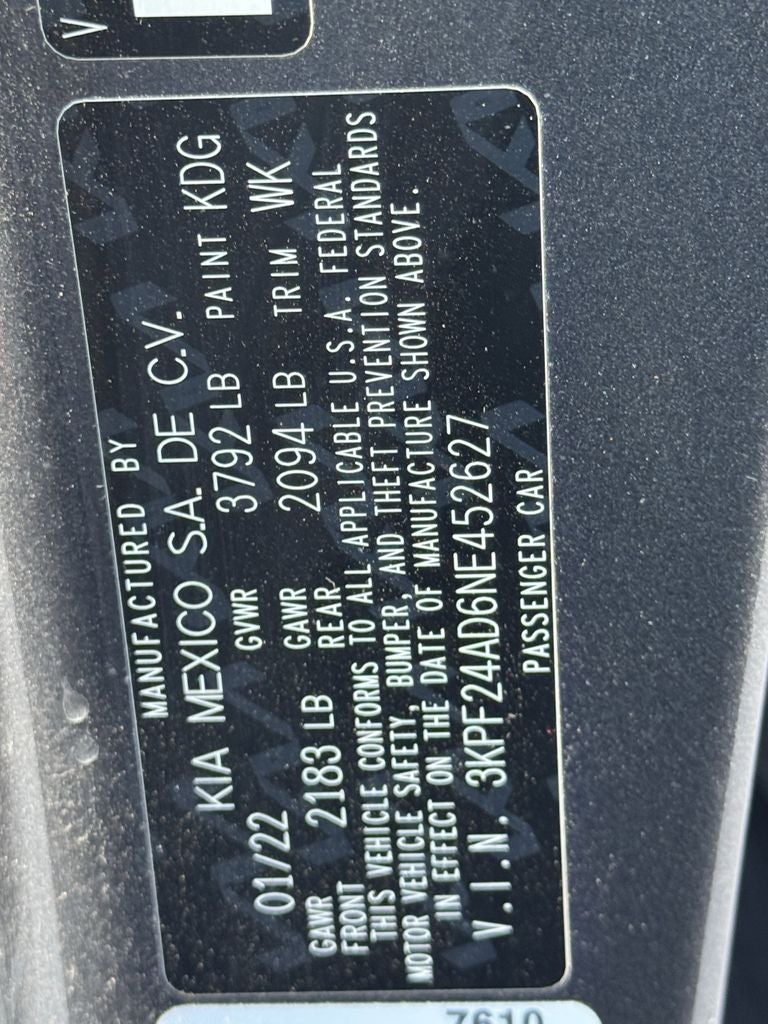 V
MANUFACTURED BY
KIA MEXICO S.A. DE C.V.
01/22 GVWR 3792 LB PAINT KDG
GAWR FRONT 2183 LB GAWR REAR 2094 LB TRIM WK
THIS VEHICLE CONFORMS TO ALL APPLICABLE U.S.A. FEDERAL
MOTOR VEHICLE SAFETY, BUMPER, AND THEFT PREVENTION STANDARDS
IN EFFECT ON THE DATE OF MANUFACTURE SHOWN ABOVE.
V.I.N. 3KPF24AD6NE452627
PASSENGER CAR
7610